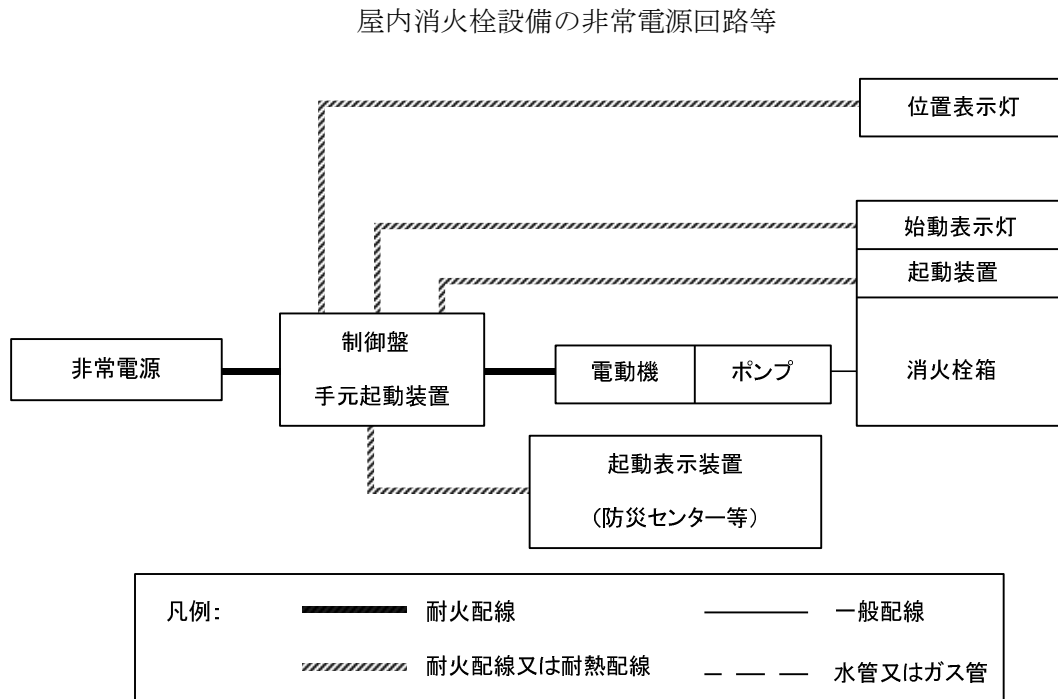 屋内消火栓設備の非常電源回路等
位置表示灯
始動表示灯
起動装置
制御盤
手元起動装置
非常電源
電動機
ポンプ
消火栓箱
起動表示装置
（防災センター等）
凡例：
耐火配線
一般配線
耐火配線又は耐熱配線
水管又はガス管